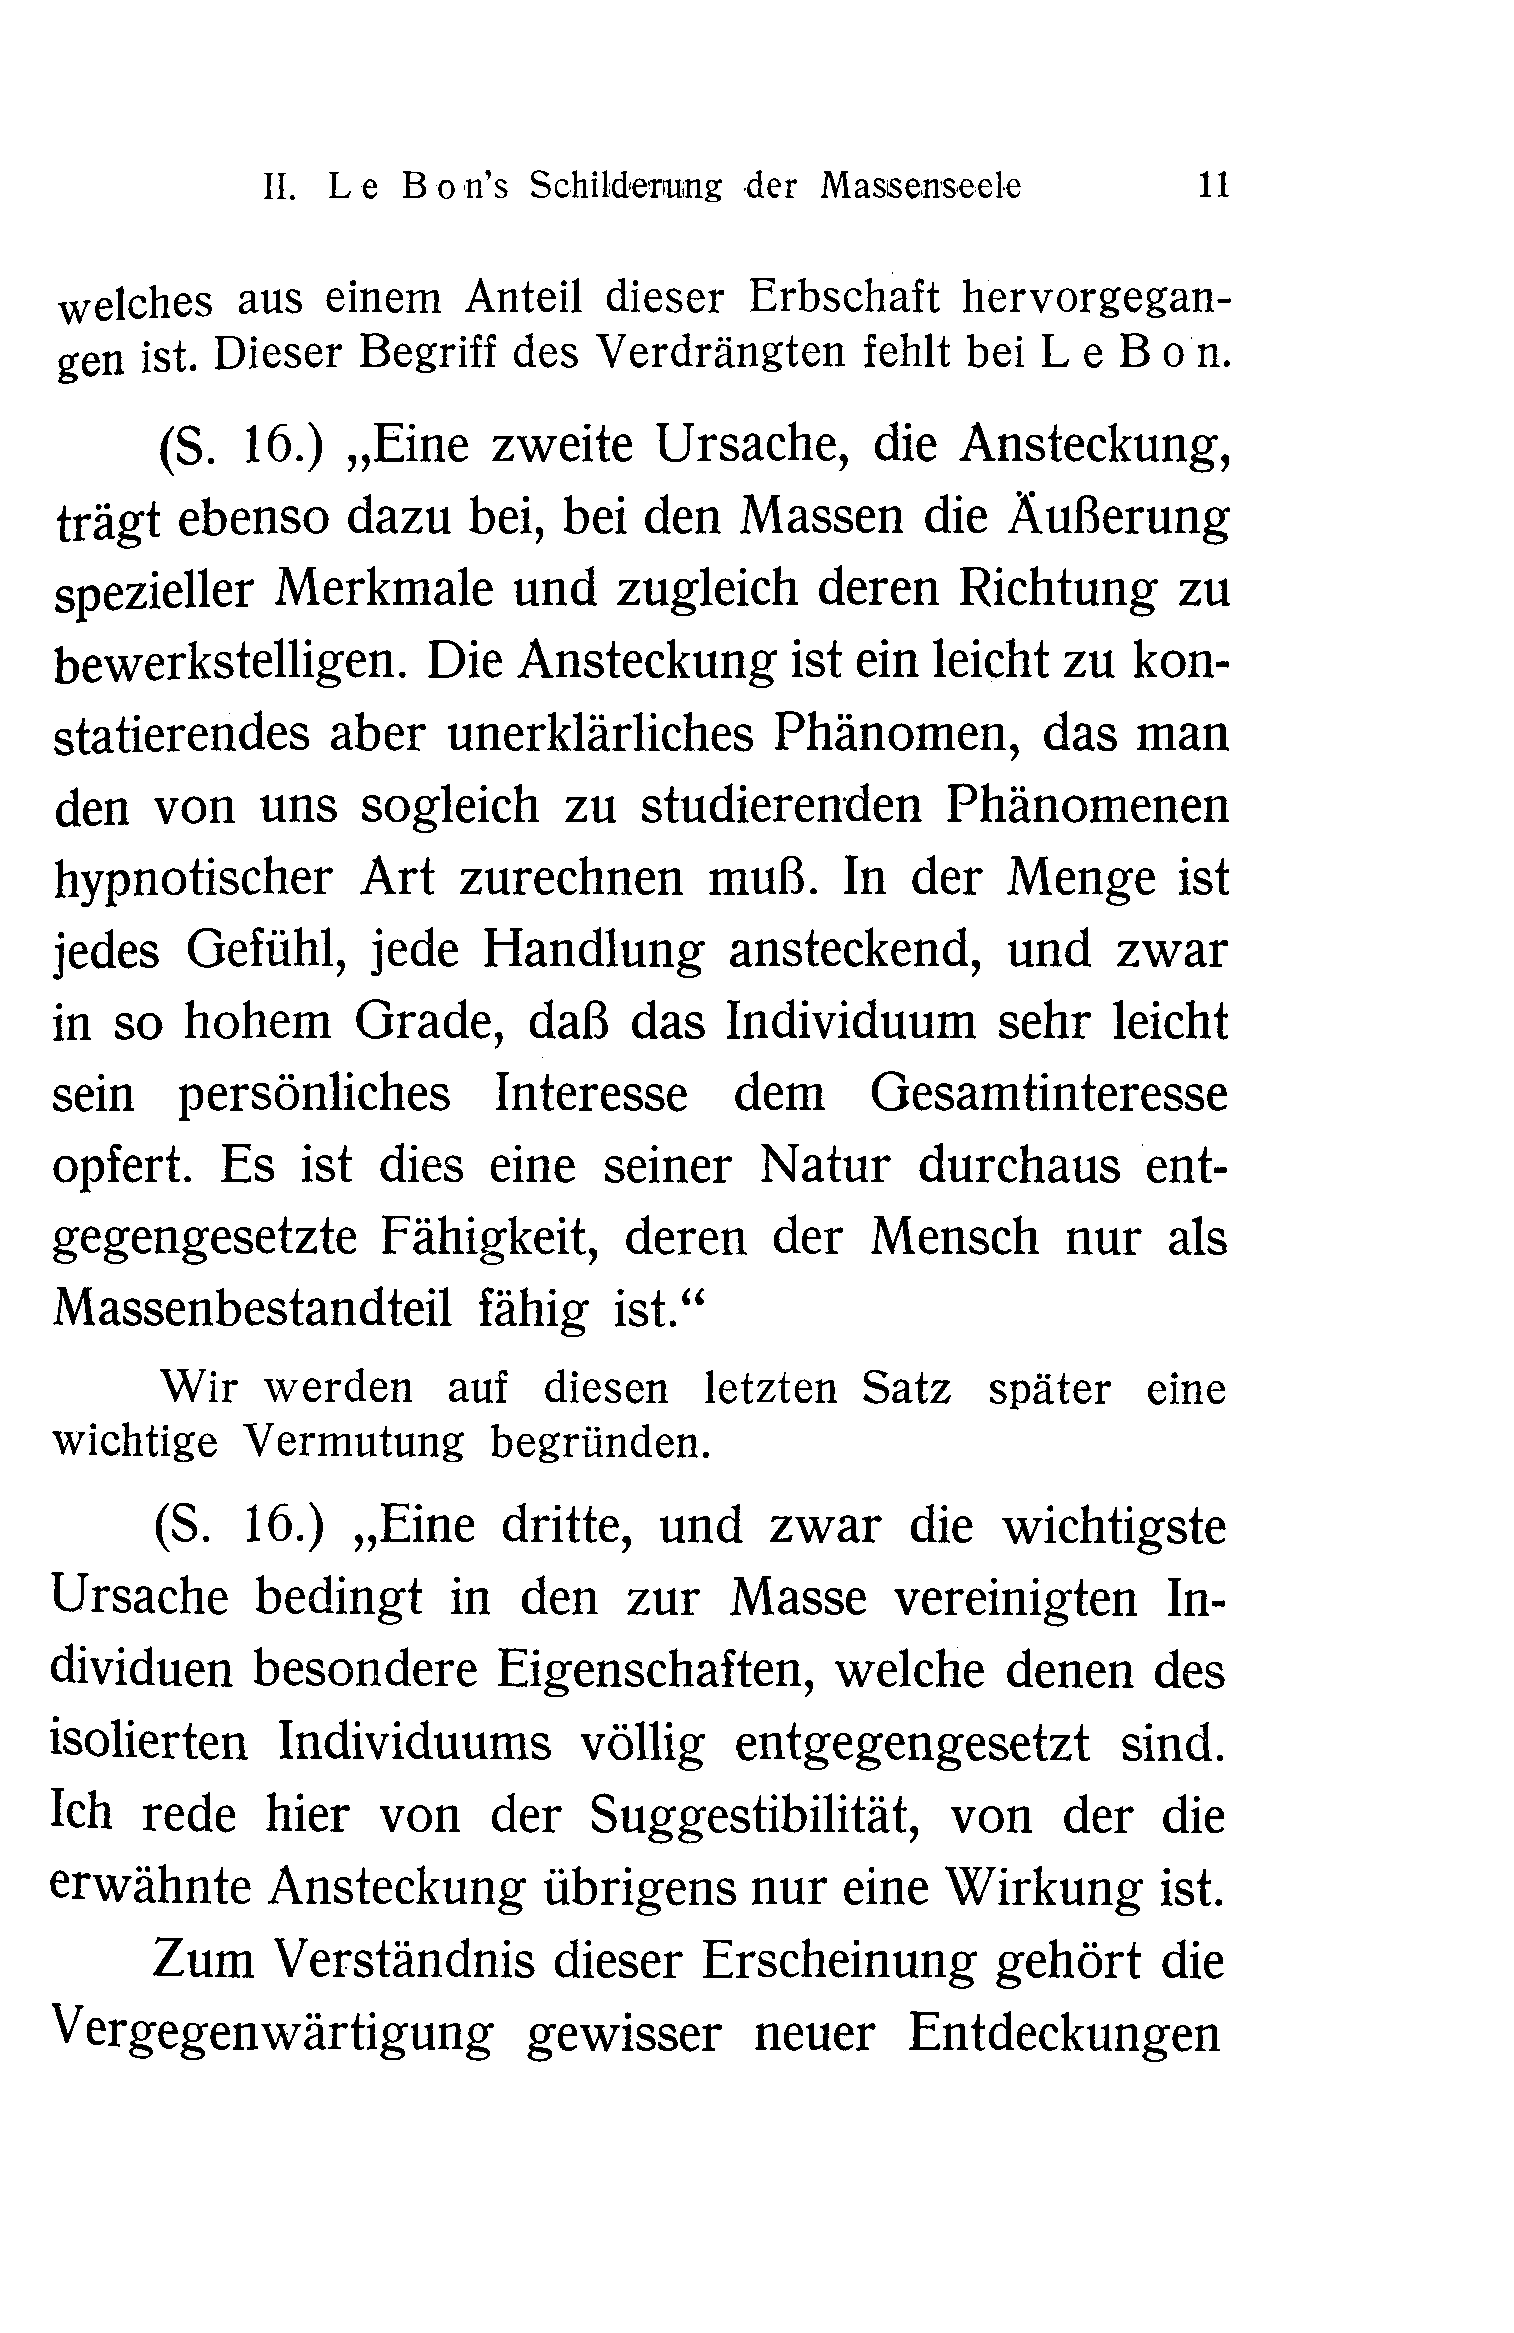 II. Le Bon's Schilderung der Massenseele 11
welches aus einem Anteil dieser Erbschaft hervorgegan-
gen ist. Dieser Begriff des Verdrängten fehlt bei Le Bon.
(S. 16.) „Eine zweite Ursache, die Ansteckung,
trägt ebenso dazu bei, bei den Massen die Äußerung
spezieller Merkmale und zugleich deren Richtung zu
bewerkstelligen. Die Ansteckung ist ein leicht zu kon-
statierendes aber unerklärliches Phänomen, das man
den von uns sogleich zu studierenden Phänomenen
hypnotischer Art zurechnen muß. In der Menge ist
jedes Gefühl, jede Handlung ansteckend, und zwar
in so hohem Grade, daß das Individuum sehr leicht
sein persönliches Interesse dem Gesamtinteresse
opfert. Es ist dies eine seiner Natur durchaus ent-
gegengesetzte Fähigkeit, deren der Mensch nur als
Massenbestandteil fähig ist.“
Wir werden auf diesen letzten Satz später eine
wichtige Vermutung begründen.
(S. 16.) „Eine dritte, und zwar die wichtigste
Ursache bedingt in den zur Masse vereinigten In-
dividuen besondere Eigenschaften, welche denen des
isolierten Individuums völlig entgegengesetzt sind.
Ich rede hier von der Suggestibilität, von der die
erwähnte Ansteckung übrigens nur eine Wirkung ist.
Zum Verständnis dieser Erscheinung gehört die
Vergegenwärtigung gewisser neuer Entdeckungen